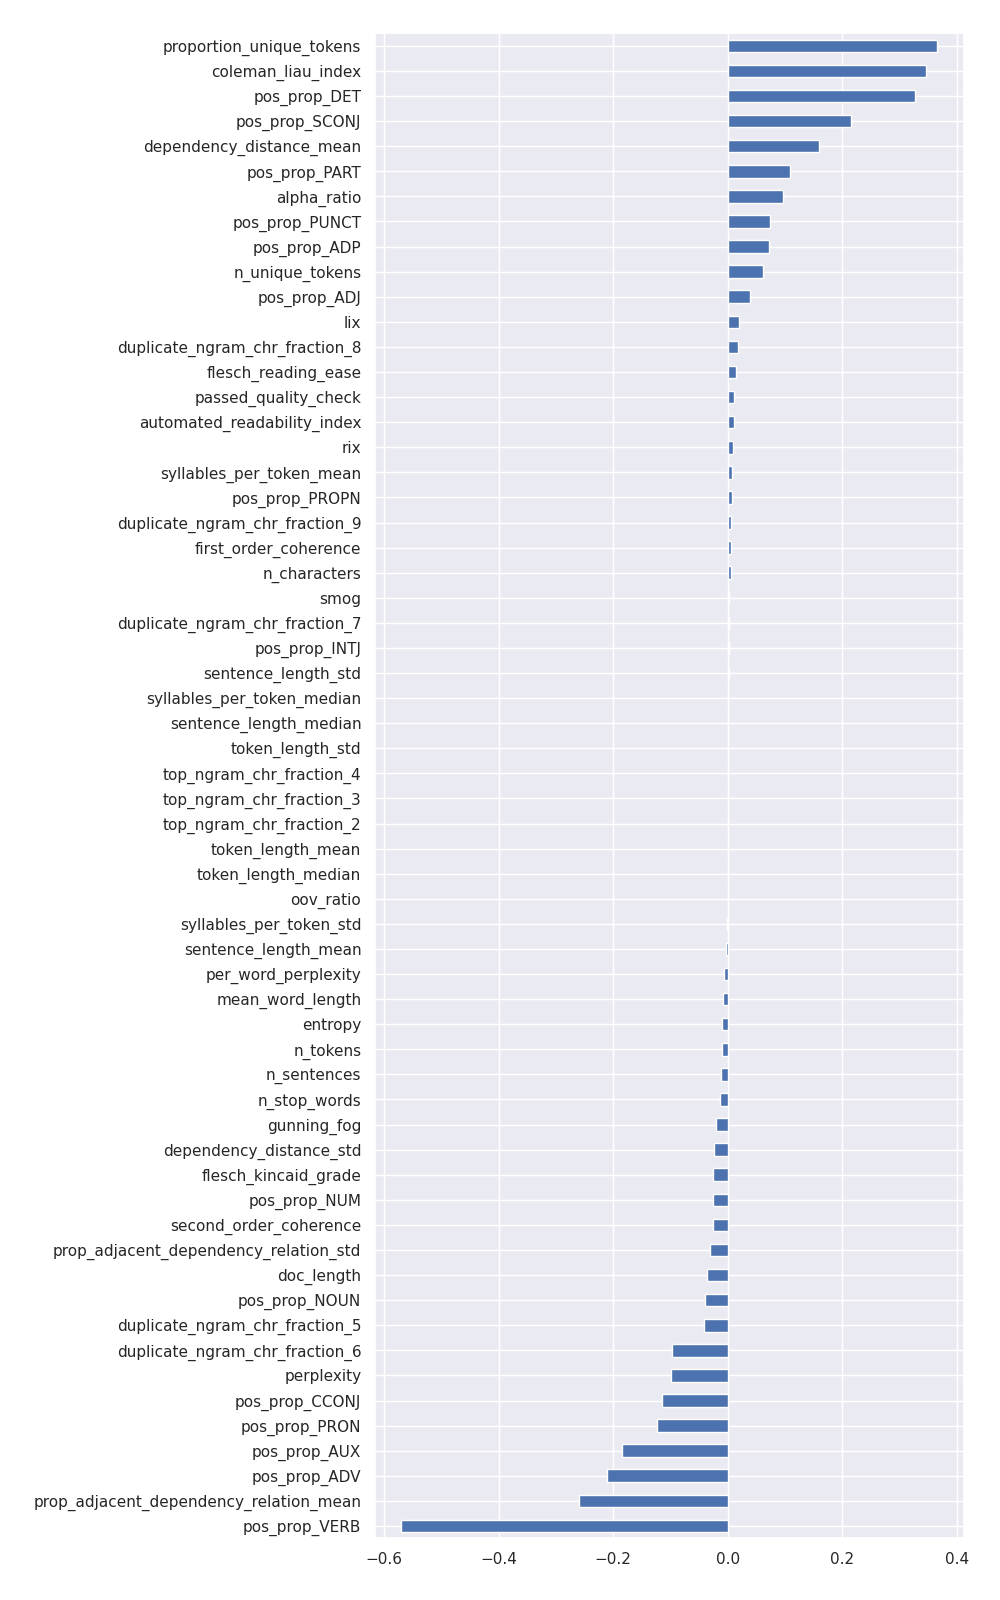 proportion_unique_tokens
coleman_liau_index
pos_prop_DET
pos_prop_SCONJ
dependency_distance_mean
pos_prop_PART
alpha_ratio
pos_prop_PUNCT
pos_prop_ADP
n_unique_tokens
pos_prop_ADJ
lix
duplicate_ngram_chr_fraction_8
flesch_reading_ease
passed_quality_check
automated_readability_index
rix
syllables_per_token_mean
pos_prop_PROPN
duplicate_ngram_chr_fraction_9
first_order_coherence
n_characters
smog
duplicate_ngram_chr_fraction_7
pos_prop_INTJ
sentence_length_std
syllables_per_token_median
sentence_length_median
token_length_std
top_ngram_chr_fraction_4
top_ngram_chr_fraction_3
top_ngram_chr_fraction_2
token_length_mean
token_length_median
oov_ratio
syllables_per_token_std
sentence_length_mean
per_word_perplexity
mean_word_length
entropy
n_tokens
n_sentences
n_stop_words
gunning_fog
dependency_distance_std
flesch_kincaid_grade
pos_prop_NUM
second_order_coherence
prop_adjacent_dependency_relation_std
doc_length
pos_prop_NOUN
duplicate_ngram_chr_fraction_5
duplicate_ngram_chr_fraction_6
perplexity
pos_prop_CCONJ
pos_prop_PRON
pos_prop_AUX
pos_prop_ADV
prop_adjacent_dependency_relation_mean
pos_prop_VERB
−0.6 −0.4 −0.2 0.0 0.2 0.4